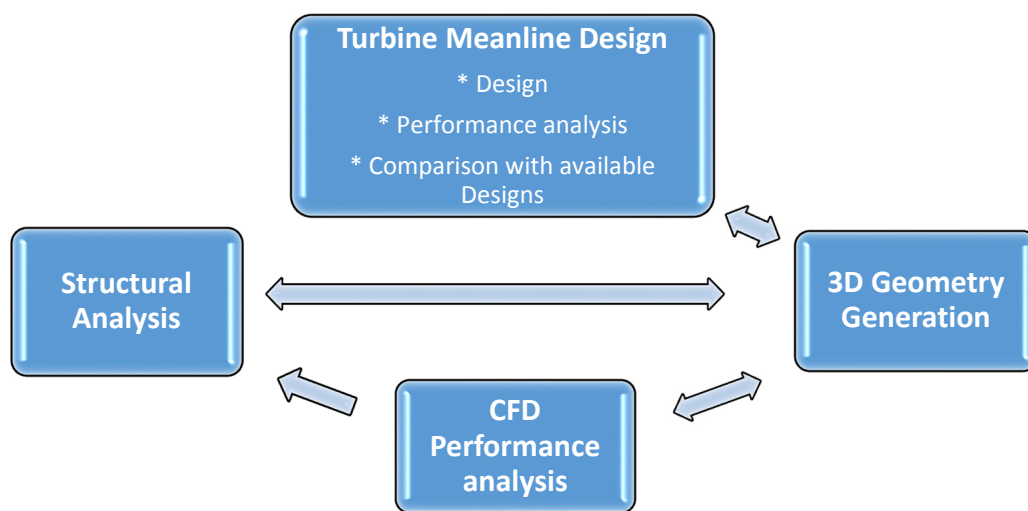 Turbine Meanline Design
* Design
* Performance analysis
* Comparison with available
Designs
Structural
Analysis
3D Geometry
Generation
CFD
Performance
analysis